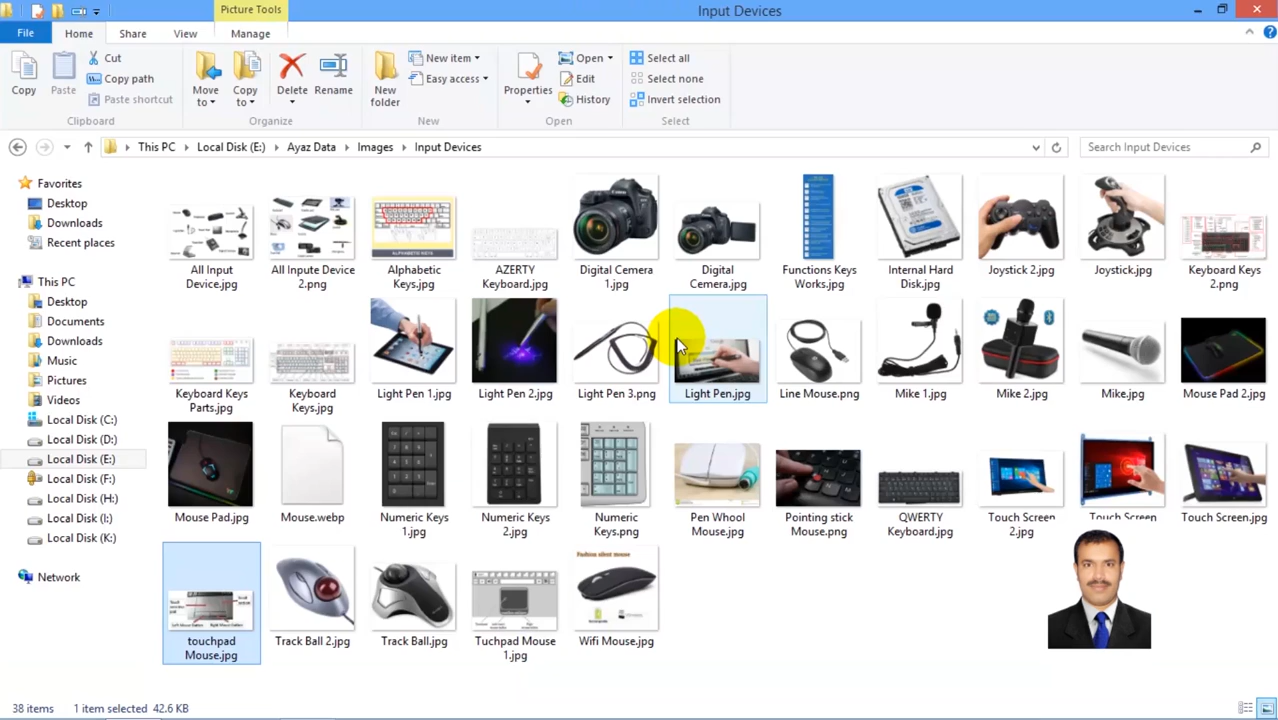 Picture Tools
Input Devices
File
Home
Share
View
Manage
Copy
Paste
Cut
Copy path
Paste shortcut
Clipboard
Move to
Copy to
Delete
Rename
Organize
New folder
New item
Easy access
New
Properties
Open
Edit
History
Open
Select all
Select none
Invert selection
Select
This PC
Local Disk (E:)
Ayaz Data
Images
Input Devices
Search Input Devices
Favorites
Desktop
Downloads
Recent places
This PC
Desktop
Documents
Downloads
Music
Pictures
Videos
Local Disk (C:)
Local Disk (D:)
Local Disk (E:)
Local Disk (F:)
Local Disk (H:)
Local Disk (I:)
Local Disk (K:)
Network
All Input
Device.jpg
All Inpute Device
2.png
Alphabetic
Keys.jpg
AZERTY
Keyboard.jpg
Digital Cemera
1.jpg
Digital
Camerja.jpg
Functions Keys
Works.jpg
Internal Hard
Disk.jpg
Joystick 2.jpg
Joystick.jpg
Keyboard Keys
2.png
Keyboard Keys
Parts.jpg
Keyboard
Keys.jpg
Light Pen 1.jpg
Light Pen 2.jpg
Light Pen 3.png
Light Pen.jpg
Line Mouse.png
Mike 1.jpg
Mike 2.jpg
Mike.jpg
Mouse Pad 2.jpg
Mouse Pad.jpg
Mouse.webp
Numeric Keys
1.jpg
Numeric Keys
2.jpg
Numeric
Keys.png
Pen Whool
Mouse.jpg
Pointing stick
Mouse.png
QWERTY
Keyboard.jpg
Touch Screen
2.jpg
Touch Screen
Touch Screen.jpg
touchpad
Mouse.jpg
Track Ball 2.jpg
Track Ball.jpg
Tuchpad Mouse
1.jpg
Fashion silent mouse
Wifi Mouse.jpg
38 items
1 item selected 42.6 KB